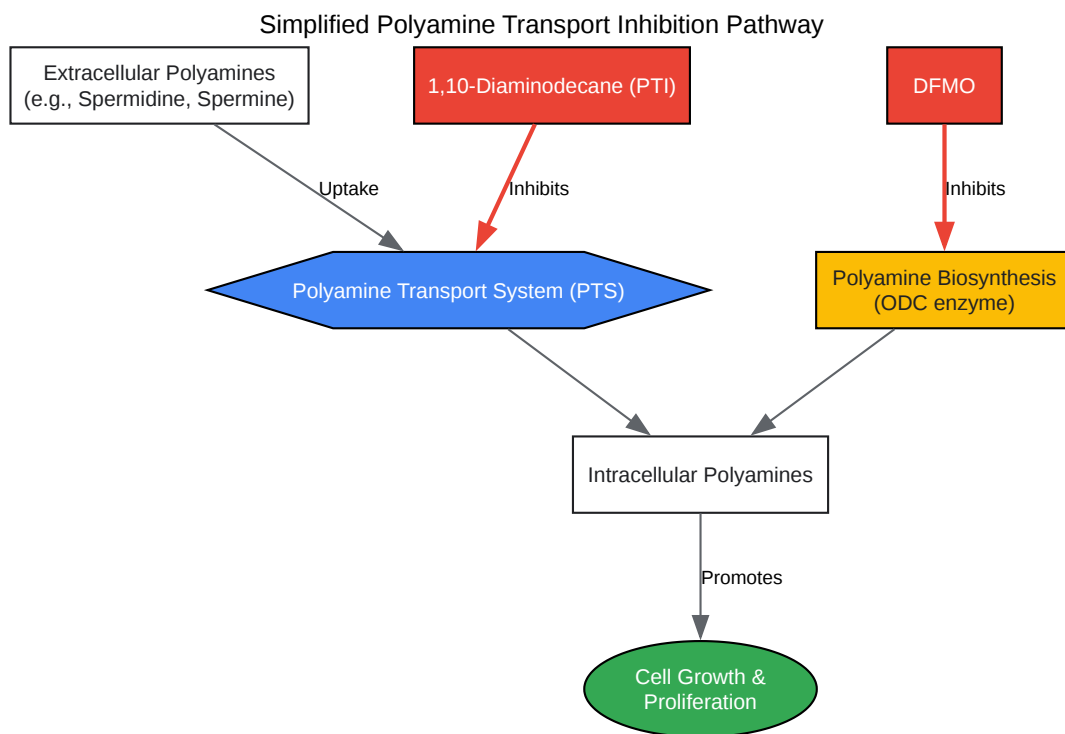 Simplified Polyamine Transport Inhibition Pathway
Extracellular Polyamines
(e.g., Spermidine, Spermine)
1,10-Diaminodecane (PTI)
DFMO
Uptake
Inhibits
Inhibits
Polyamine Transport System (PTS)
Polyamine Biosynthesis
(ODC enzyme)
Intracellular Polyamines
Promotes
Cell Growth &
Proliferation